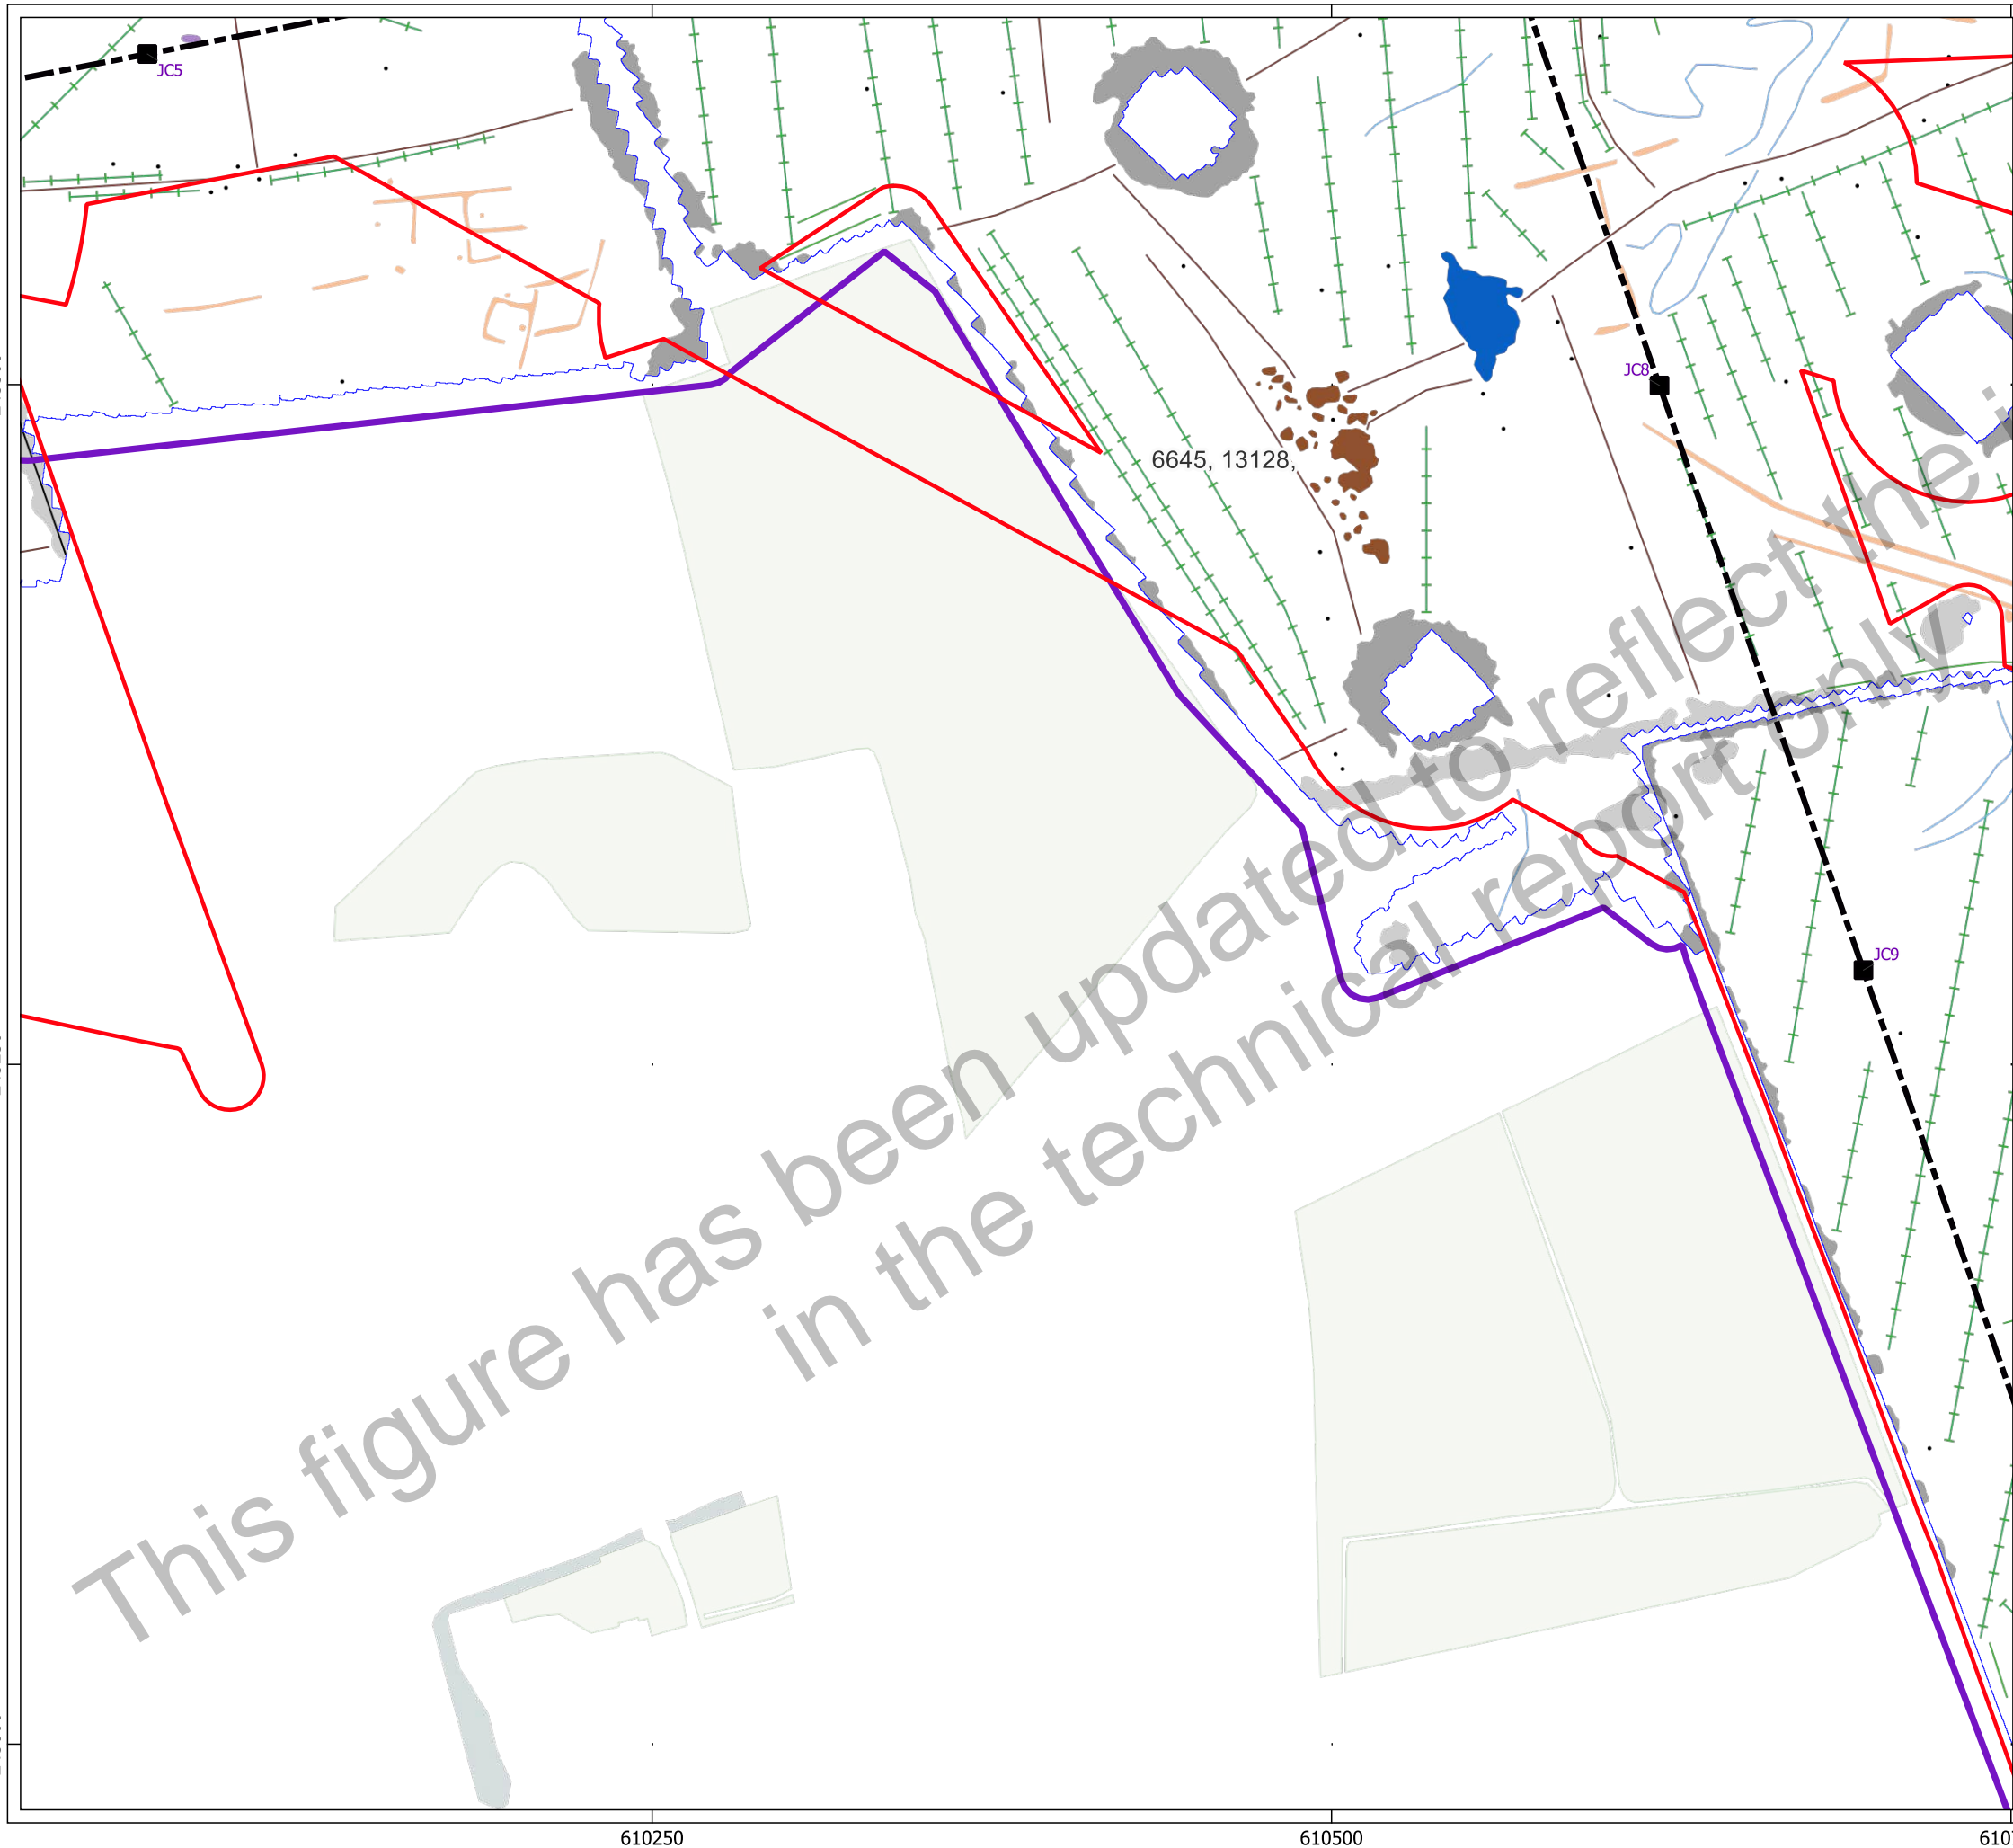 JC5
JC8
6645, 13128,
JC9
This figure has been updated to reflect the i
in the technical report only
610250
610500
610